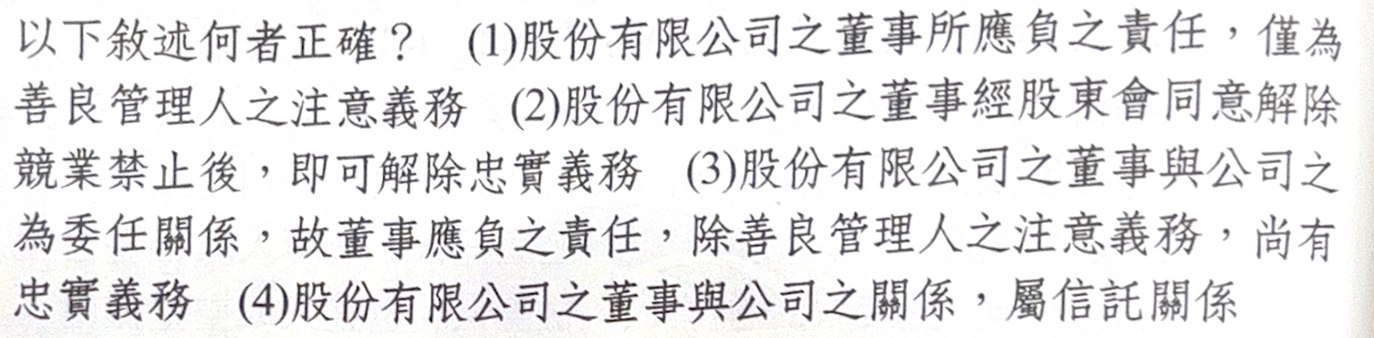 以下敘述何者正確？　(1)股份有限公司之董事所應負之責任，僅為
善良管理人之注意義務　(2)股份有限公司之董事經股東會同意解除
競業禁止後，即可解除忠實義務　(3)股份有限公司之董事與公司之
為委任關係，故董事應負之責任，除善良管理人之注意義務，尚有
忠實義務　(4)股份有限公司之董事與公司之關係，屬信託關係